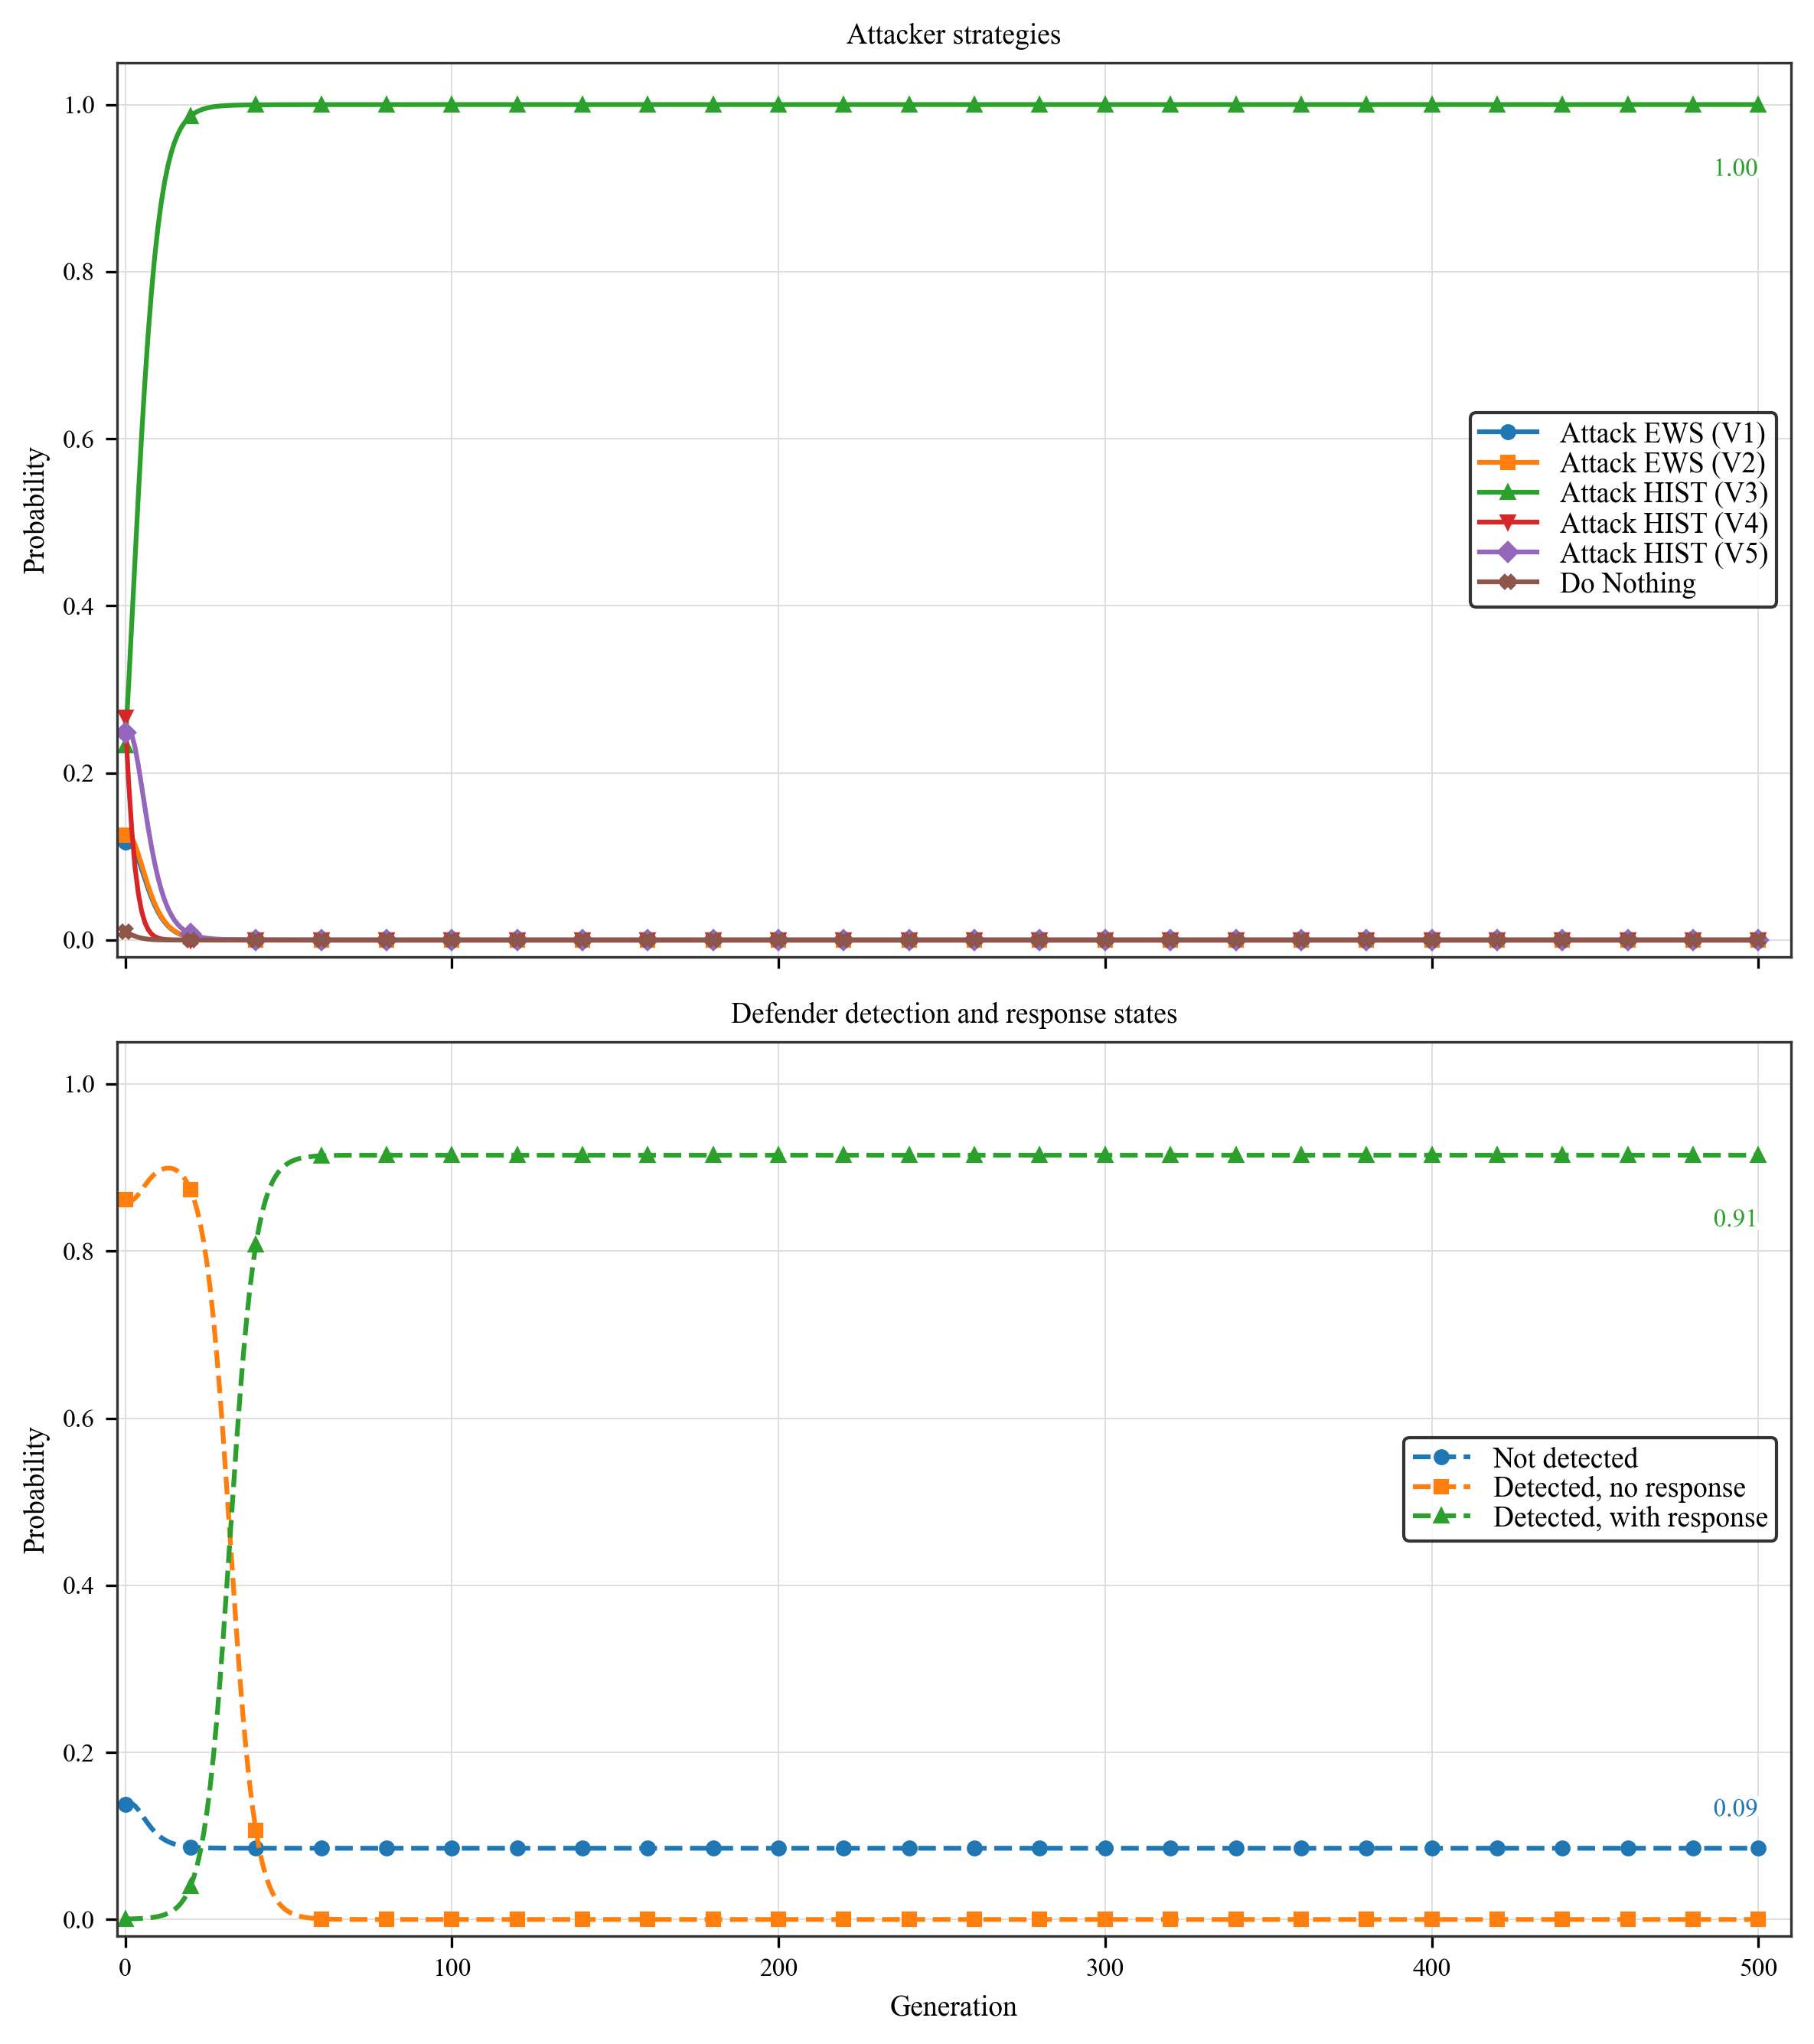 Attacker strategies
1.0
0.8
0.6
0.4
0.2
0.0
Probability
1.00
Attack EWS (V1)
Attack EWS (V2)
Attack HIST (V3)
Attack HIST (V4)
Attack HIST (V5)
Do Nothing
Defender detection and response states
1.0
0.8
0.6
0.4
0.2
0.0
Probability
0.91
Not detected
Detected, no response
Detected, with response
0.09
0 100 200 300 400 500
Generation